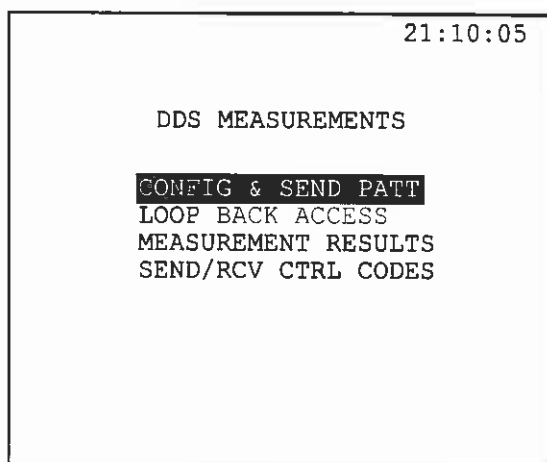 21:10:05
DDS MEASUREMENTS
CONFIG & SEND PATT
LOOP BACK ACCESS
MEASUREMENT RESULTS
SEND/RCV CTRL CODES